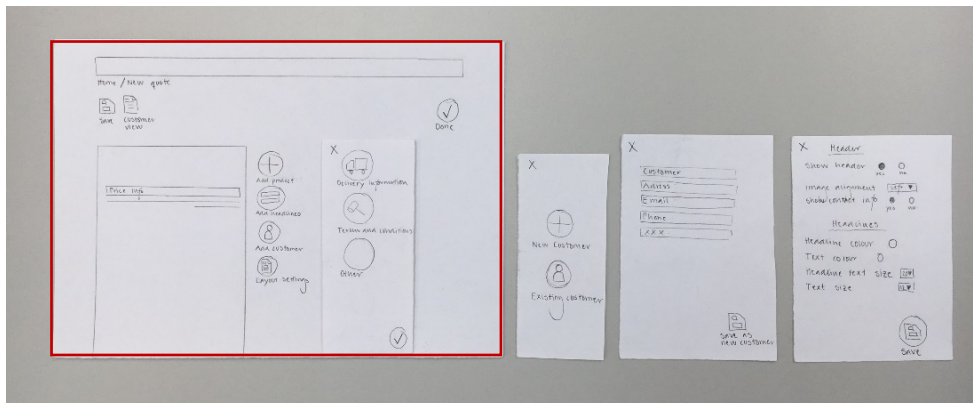 Home / New quote
Save
Customer
view
Done
Price info
Add product
Add headlines
Add customer
Layout settings
X
Delivery information
Terms and conditions
Other
X
New Customer
Existing customer
X
Customer
Email
Phone
XXX
Save as
new customer
X Header
Show header
yes no
Image alignment
Show contact info
yes no
Headlines
Headline colour
Text colour
Headline text size
Text size
Save